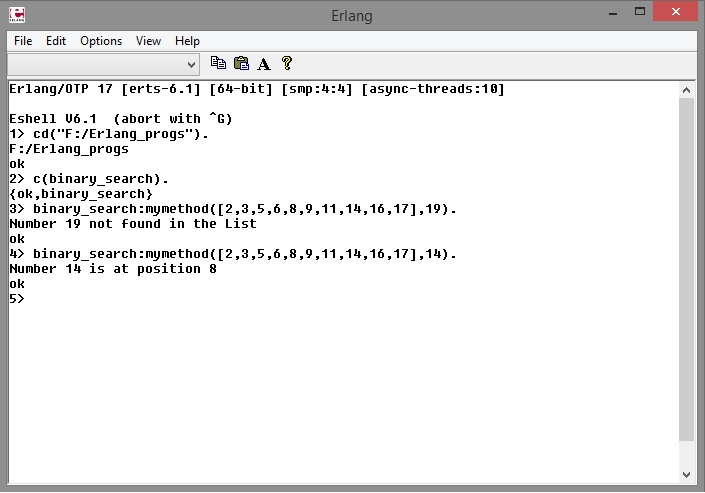 Erlang
File Edit Options View Help
Erlang/OTP 17 [erts-6.1] [64-bit] [smp:4:4] [async-threads:10]
Eshell V6.1  (abort with ^G)
1> cd("F:/Erlang_progs").
F:/Erlang_progs
ok
2> c(binary_search).
{ok,binary_search}
3> binary_search:mymethod([2,3,5,6,8,9,11,14,16,17],19).
Number 19 not found in the List
ok
4> binary_search:mymethod([2,3,5,6,8,9,11,14,16,17],14).
Number 14 is at position 8
ok
5>